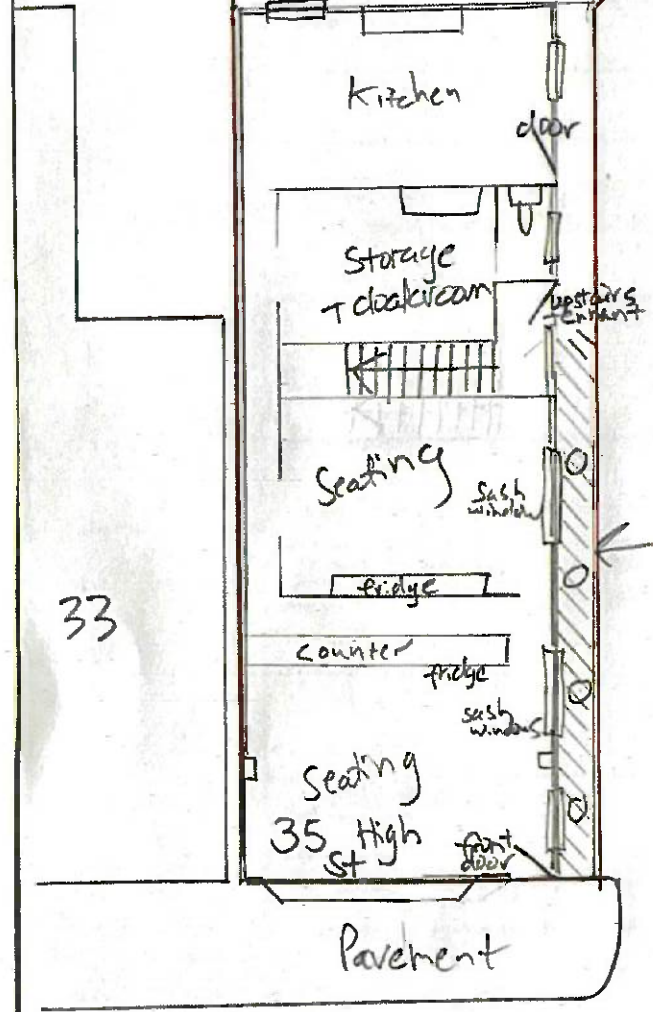 Kitchen
door
Storage
+ cloakroom
upstairs
Seating
sash
window
fridge
33
counter
fridge
sash
windows
Seating
35 High
St
front
door
Pavement